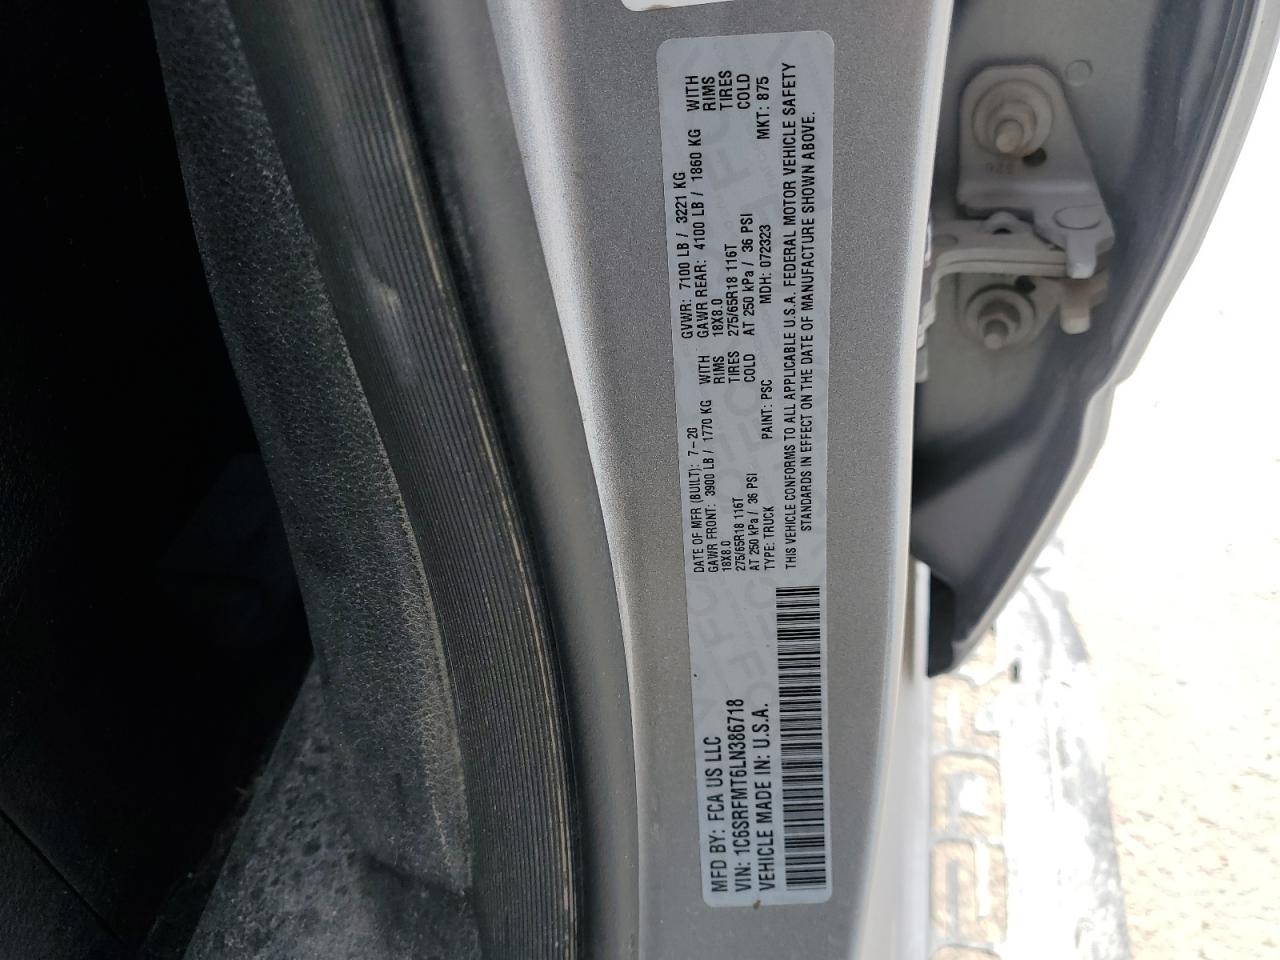 MFD BY: FCA US LLC
VIN: 1C6SRFMT6LN386718
VEHICLE MADE IN: U.S.A.
DATE OF MFR (BUILT): 7-20
GAWR FRONT: 3900 LB / 1770 KG WITH
18X8.0 RIMS
275/65R18 116T TIRES
AT 250 kPa / 36 PSI COLD
TYPE: TRUCK PAINT: PSC
GVWR: 7100 LB / 3221 KG
GAWR REAR: 4100 LB / 1860 KG WITH
18X8.0 RIMS
275/65R18 116T TIRES
AT 250 kPa / 36 PSI COLD
MDH: 072323 MKT: 875
THIS VEHICLE CONFORMS TO ALL APPLICABLE U.S.A. FEDERAL MOTOR VEHICLE SAFETY
STANDARDS IN EFFECT ON THE DATE OF MANUFACTURE SHOWN ABOVE.